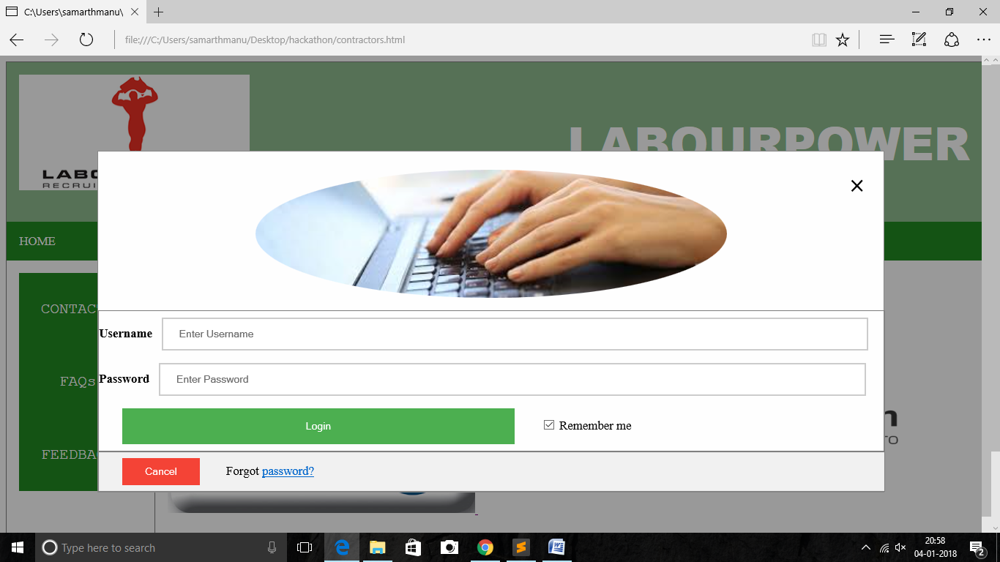 C:\Users\samarthmanu\
file:///C:/Users/samarthmanu/Desktop/hackathon/contractors.html
LABOURPOWER
LABO
RECRUI
HOME
CONTAC
FAQs
FEEDBA
Username Enter Username
Password Enter Password
Login Remember me
Cancel Forgot password?
TO
Type here to search
20:58
04-01-2018
2